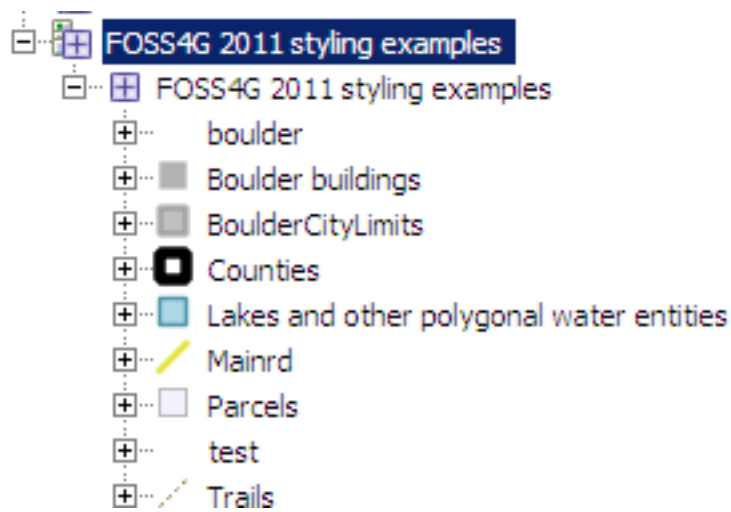 FOSS4G 2011 styling examples
FOSS4G 2011 styling examples
boulder
Boulder buildings
BoulderCityLimits
Counties
Lakes and other polygonal water entities
Mainrd
Parcels
test
Trails